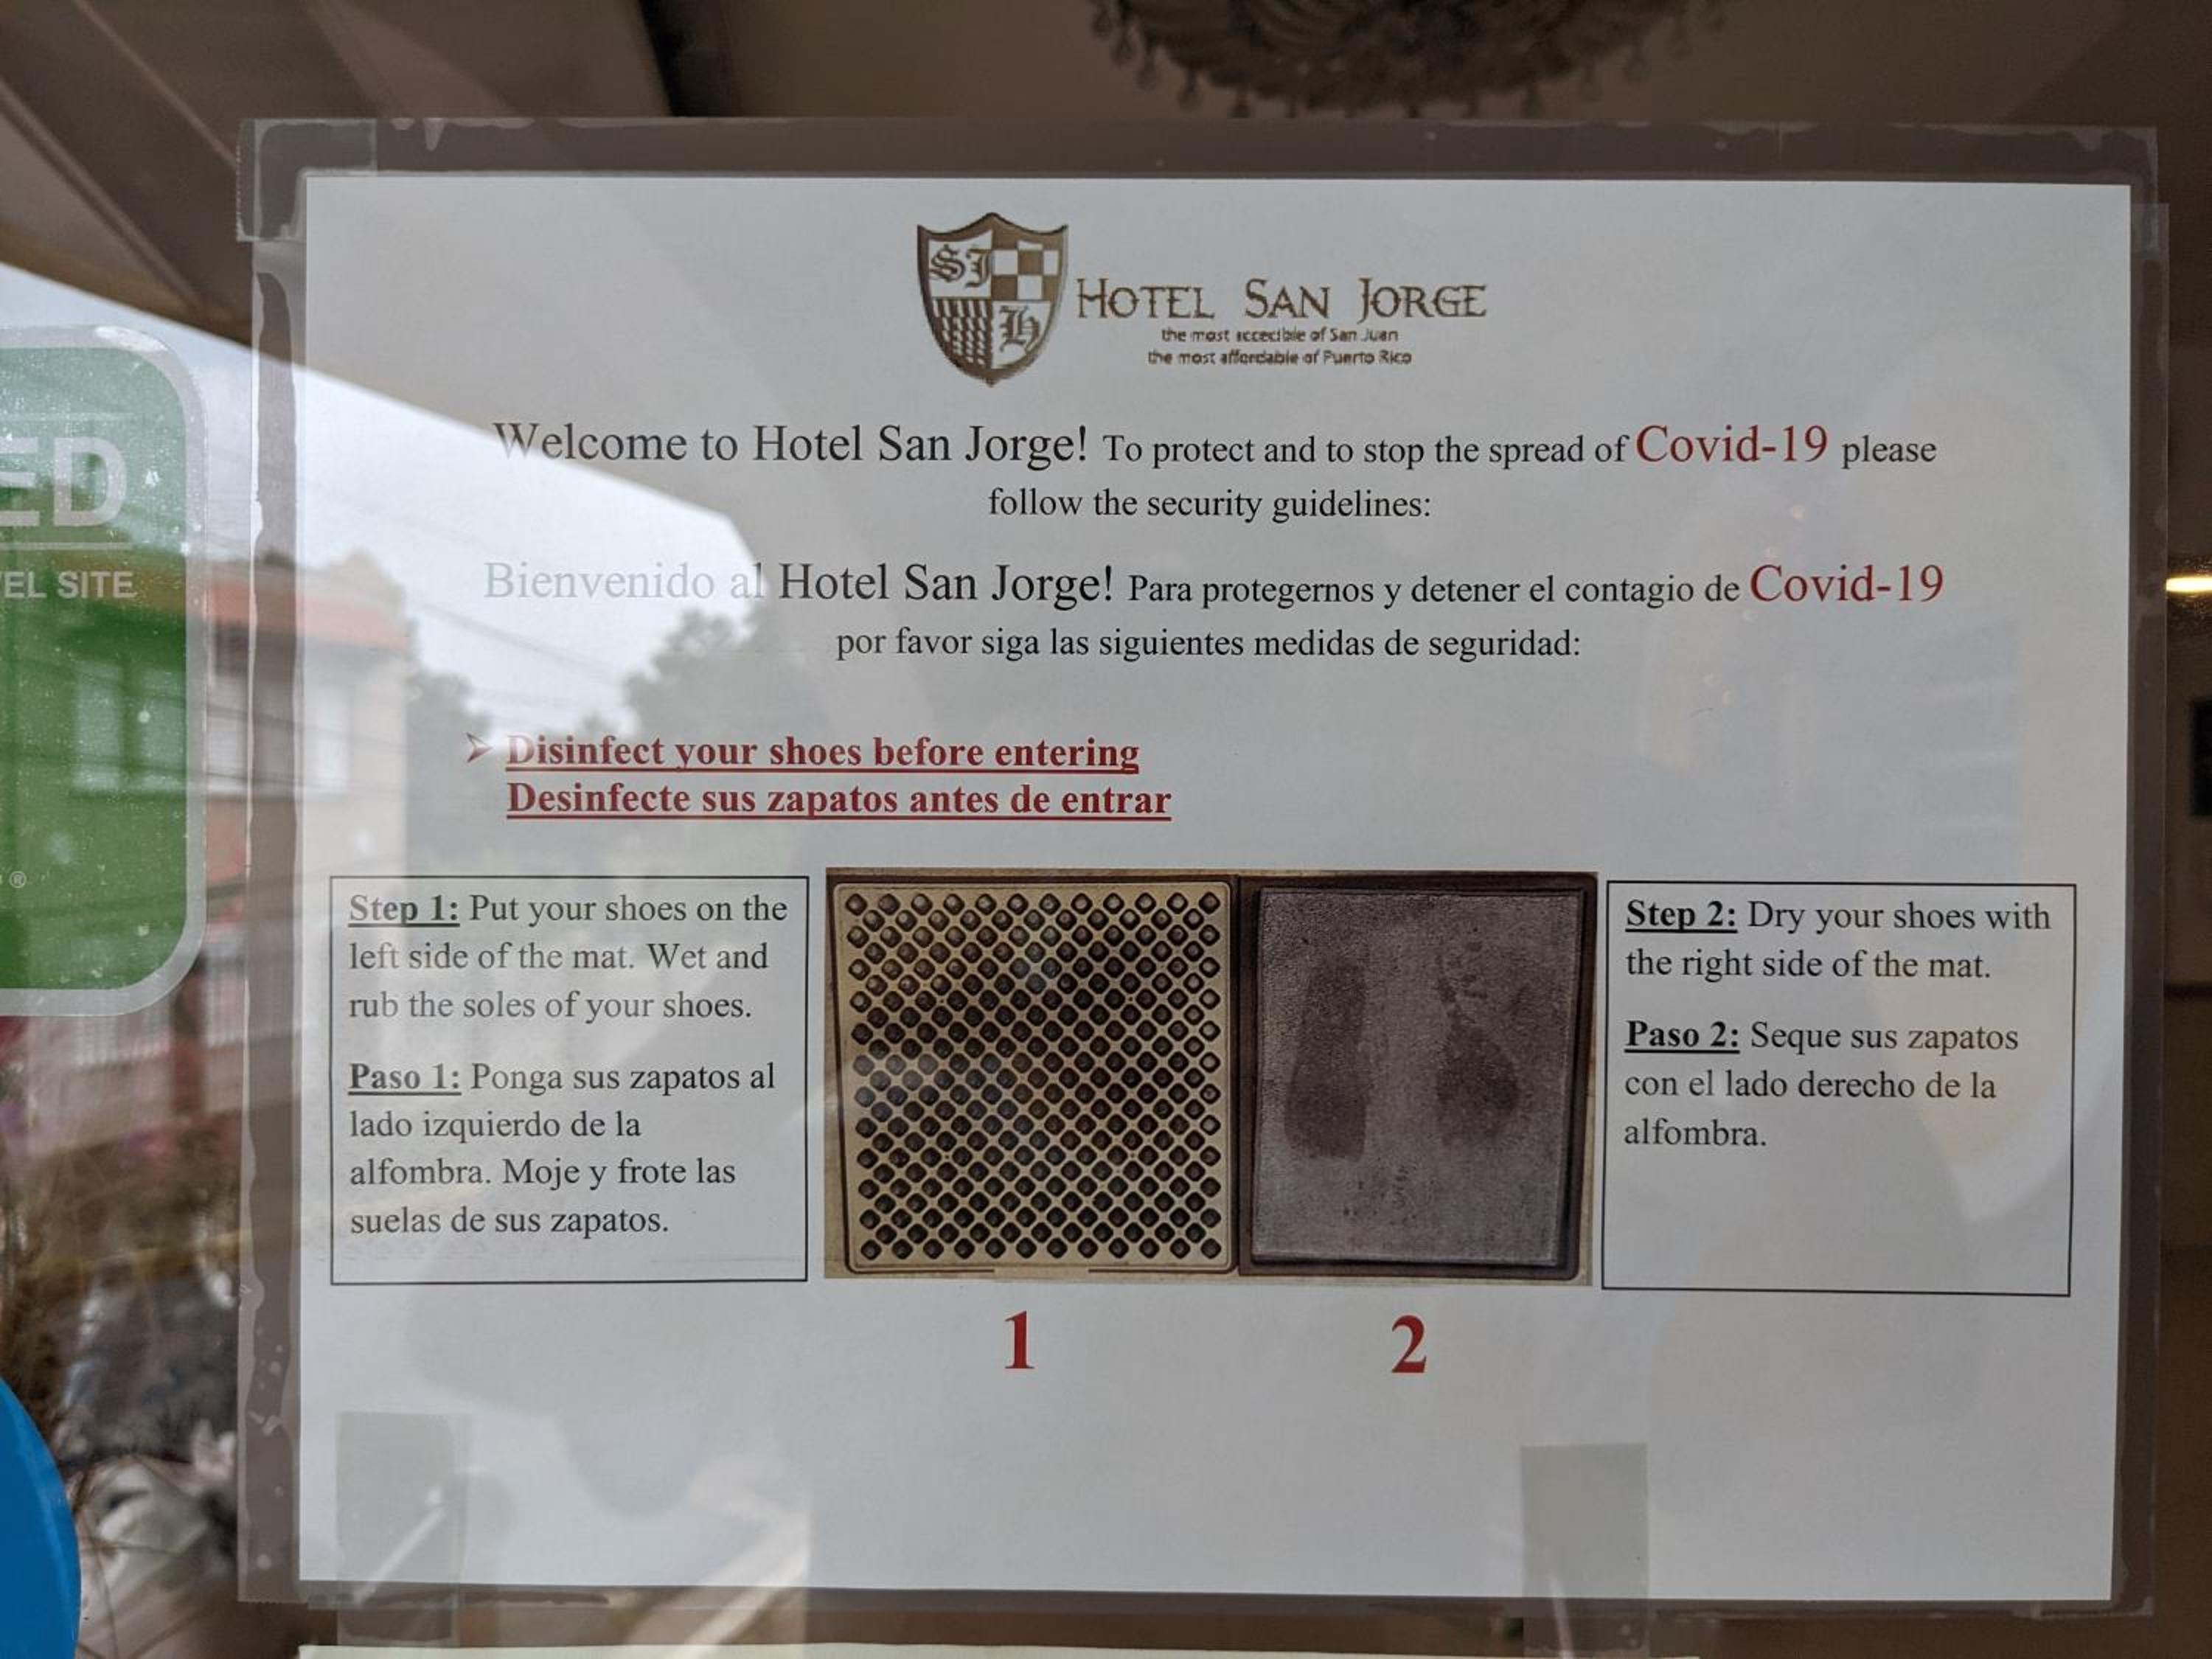 SJ
H
HOTEL SAN JORGE
the most accecible of San Juan
the most affordable of Puerto Rico
Welcome to Hotel San Jorge! To protect and to stop the spread of Covid-19 please
follow the security guidelines:
Bienvenido al Hotel San Jorge! Para protegernos y detener el contagio de Covid-19
por favor siga las siguientes medidas de seguridad:
➢ Disinfect your shoes before entering
Desinfecte sus zapatos antes de entrar
Step 1: Put your shoes on the
left side of the mat. Wet and
rub the soles of your shoes.
Paso 1: Ponga sus zapatos al
lado izquierdo de la
alfombra. Moje y frote las
suelas de sus zapatos.
Step 2: Dry your shoes with
the right side of the mat.
Paso 2: Seque sus zapatos
con el lado derecho de la
alfombra.
1 2
ED
EL SITE
®